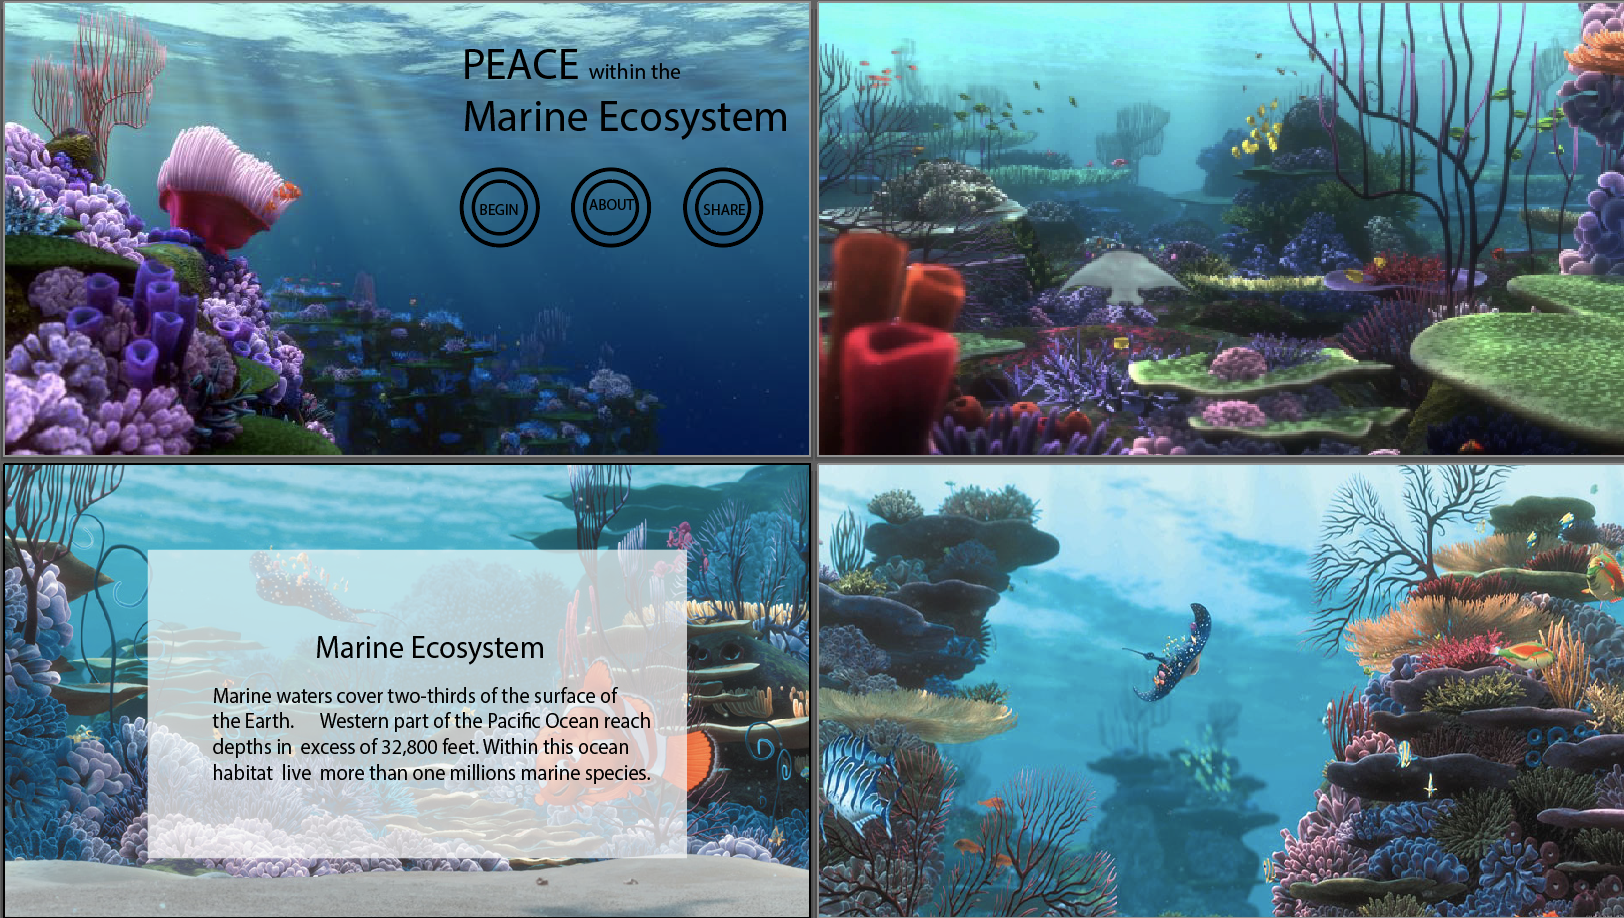 PEACE within the
Marine Ecosystem
BEGIN
ABOUT
SHARE
Marine Ecosystem
Marine waters cover two-thirds of the surface of
the Earth. Western part of the Pacific Ocean reach
depths in excess of 32,800 feet. Within this ocean
habitat live more than one millions marine species.